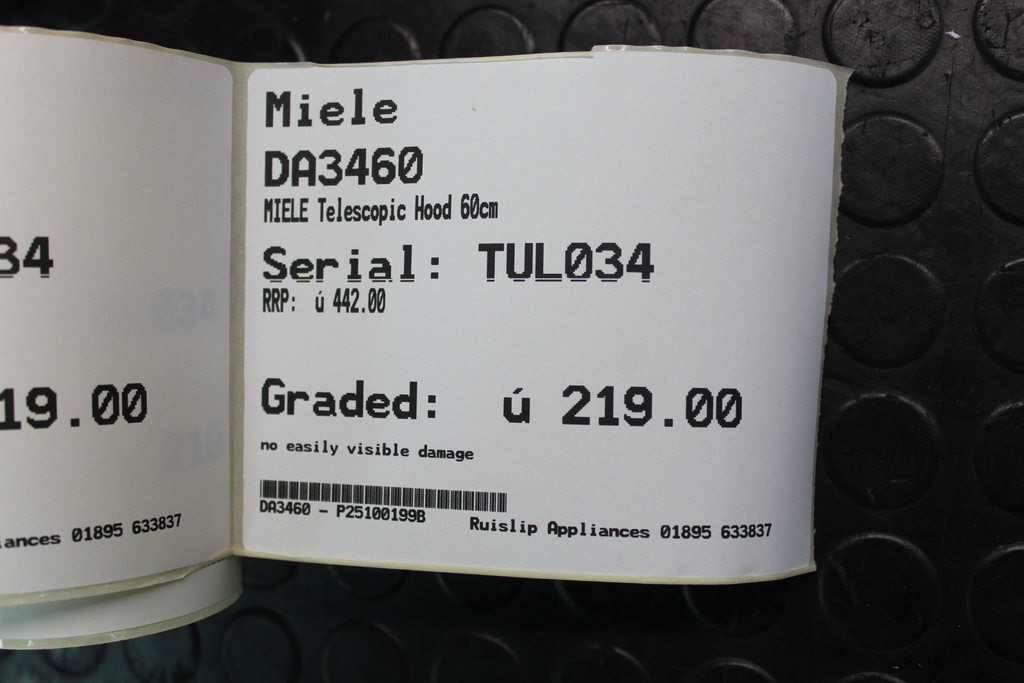 Miele
DA3460
MIELE Telescopic Hood 60cm
Serial: TUL034
RRP: ú 442.00
Graded: ú 219.00
no easily visible damage
DA3460 - P25100199B
Ruislip Appliances 01895 633837
34
19.00
iances 01895 633837